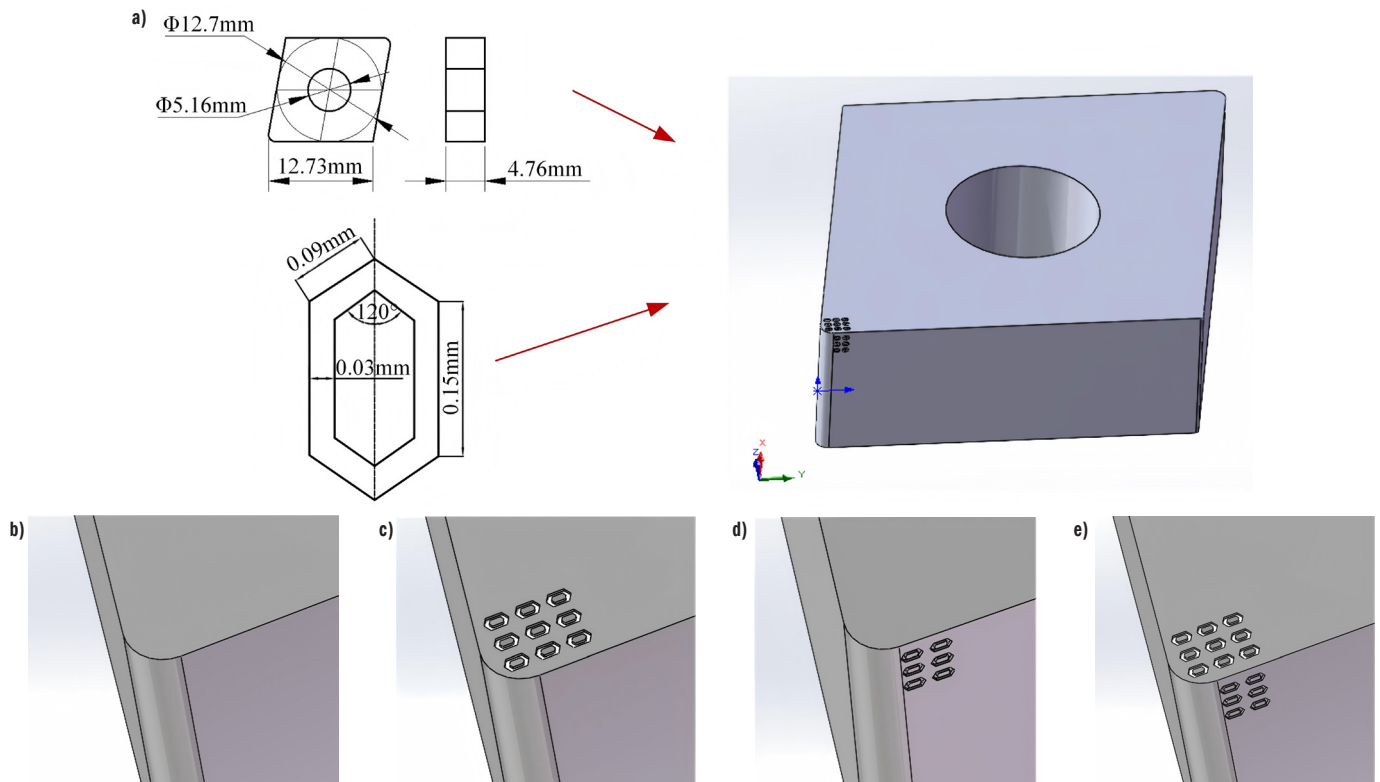 a)
Φ12.7mm
Φ5.16mm
12.73mm
4.76mm
0.09mm
120°
0.03mm
0.15mm
X
Z
Y
b)
c)
d)
e)